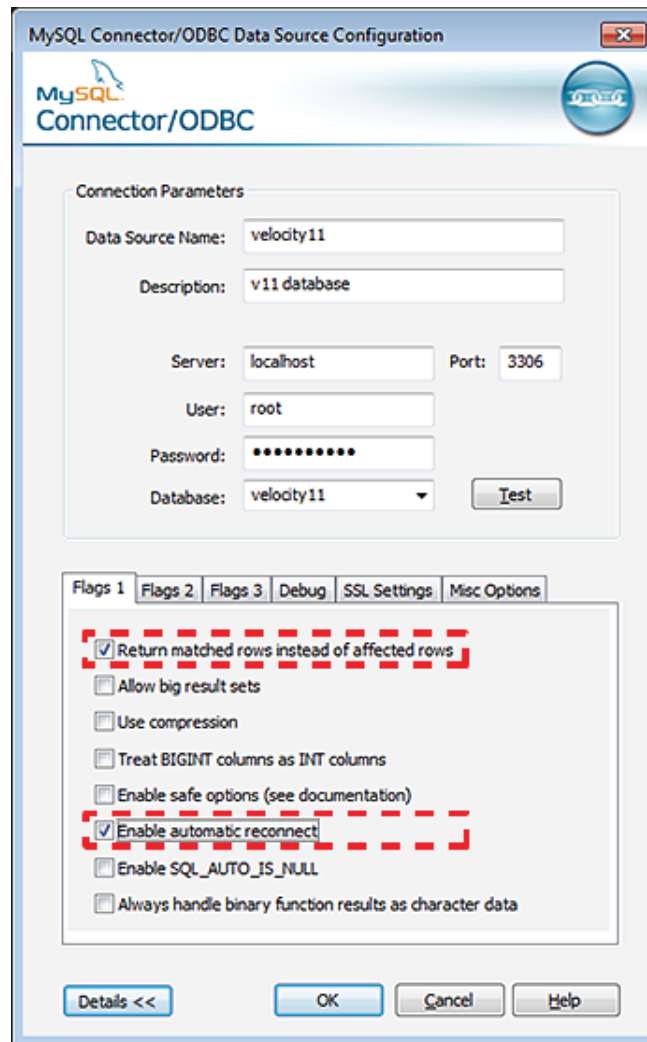 MySQL Connector/ODBC Data Source Configuration
MySQL
Connector/ODBC
Connection Parameters
Data Source Name: velocity11
Description: v11 database
Server: localhost Port: 3306
User: root
Password: ••••••••••
Database: velocity11 Test
Flags 1 Flags 2 Flags 3 Debug SSL Settings Misc Options
Return matched rows instead of affected rows
Allow big result sets
Use compression
Treat BIGINT columns as INT columns
Enable safe options (see documentation)
Enable automatic reconnect
Enable SQL_AUTO_IS_NULL
Always handle binary function results as character data
Details << OK Cancel Help